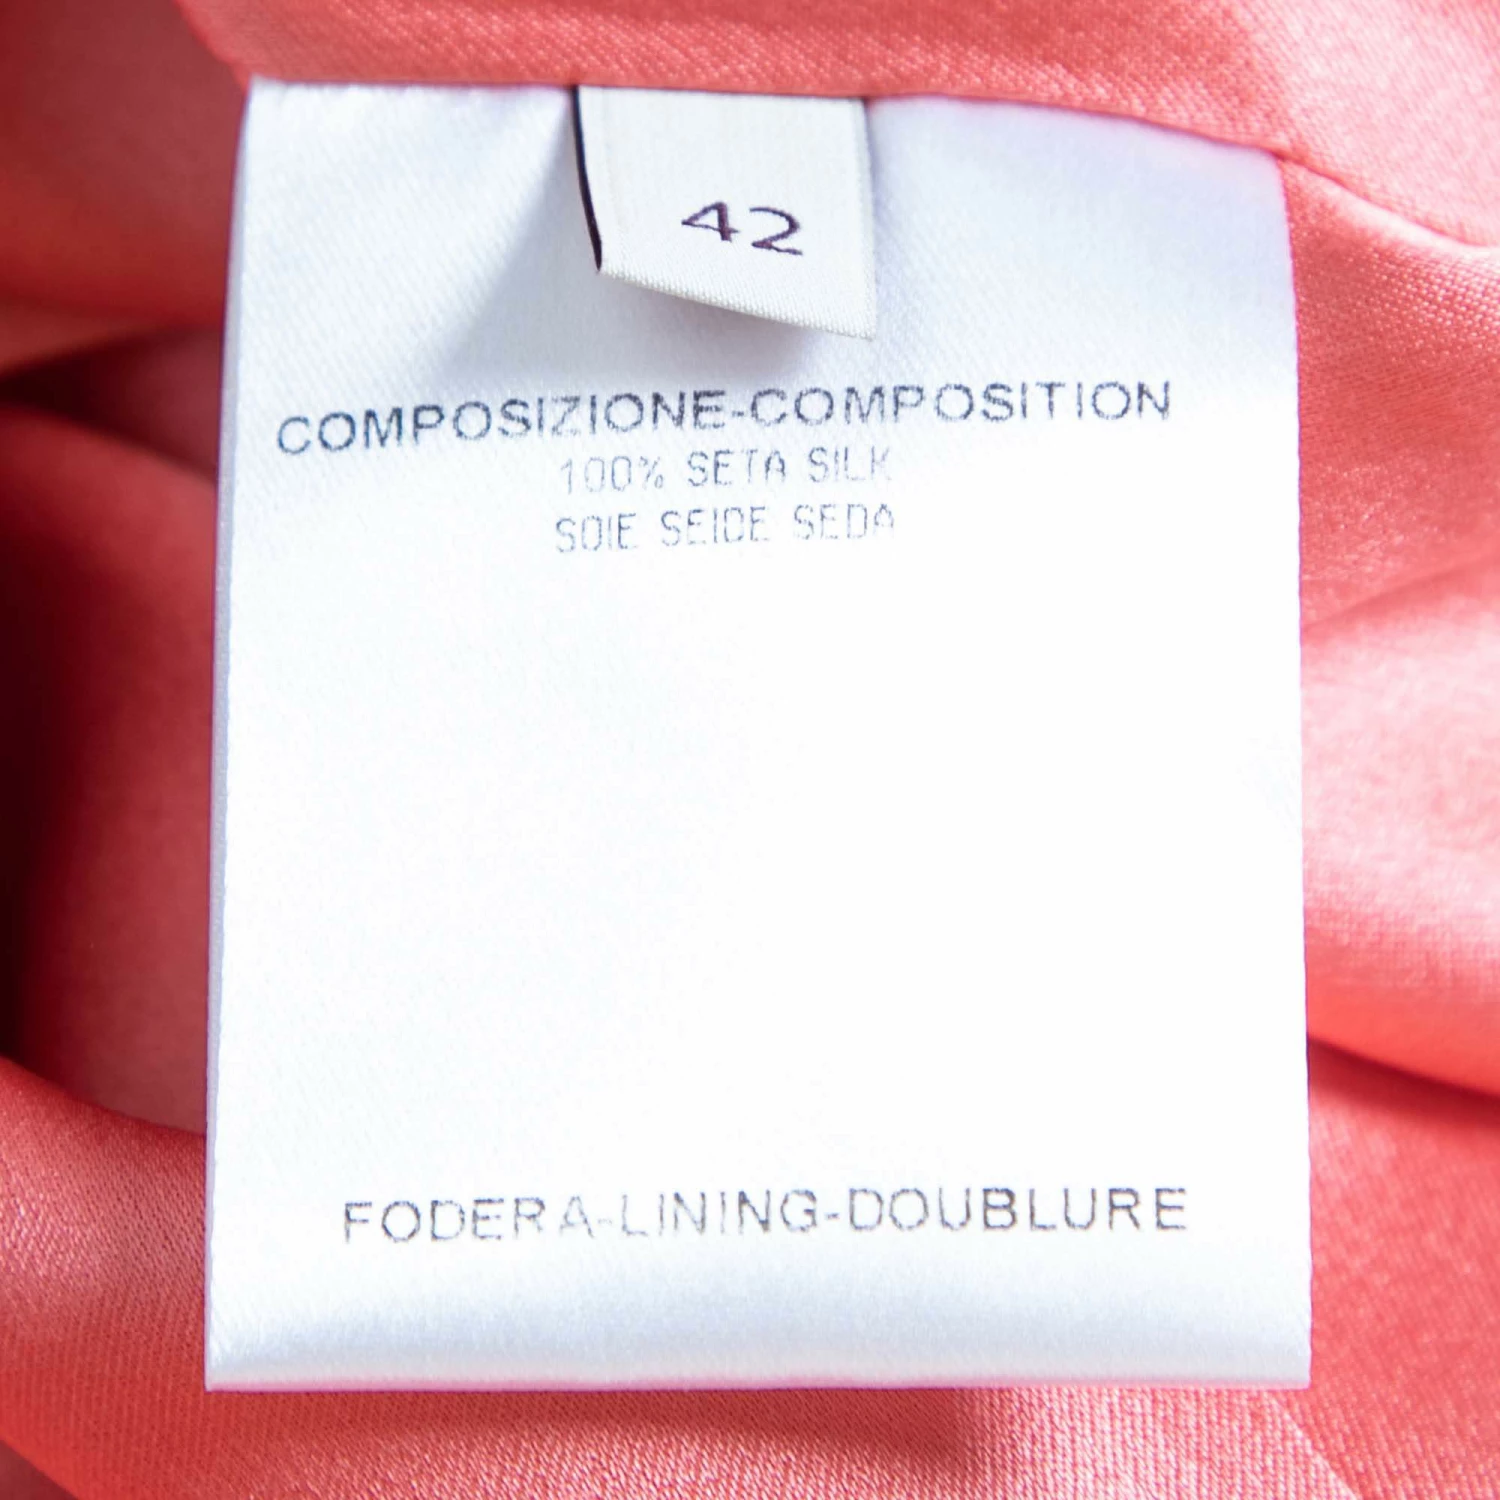 42
COMPOSIZIONE-COMPOSITION
100% SETA SILK
SOIE SEIDE SEDA
FODERA-LINING-DOUBLURE